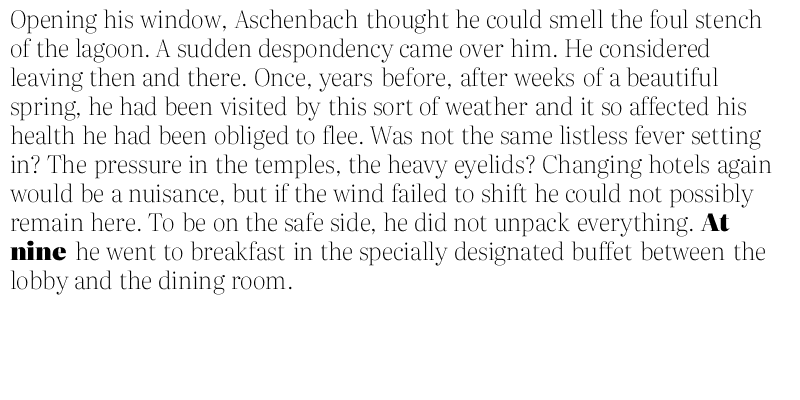 Opening his window, Aschenbach thought he could smell the foul stench
of the lagoon. A sudden despondency came over him. He considered
leaving then and there. Once, years before, after weeks of a beautiful
spring, he had been visited by this sort of weather and it so affected his
health he had been obliged to flee. Was not the same listless fever setting
in? The pressure in the temples, the heavy eyelids? Changing hotels again
would be a nuisance, but if the wind failed to shift he could not possibly
remain here. To be on the safe side, he did not unpack everything. At
nine he went to breakfast in the specially designated buffet between the
lobby and the dining room.